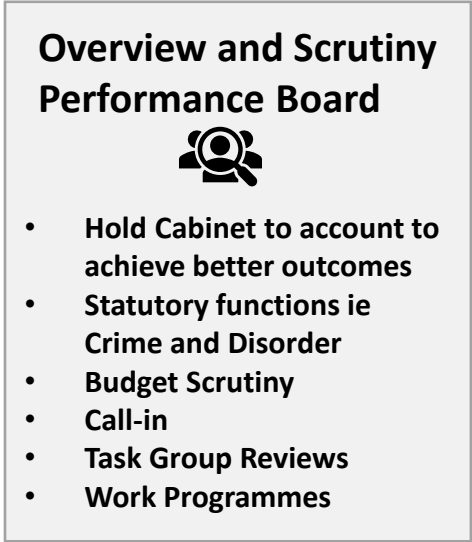 Overview and Scrutiny
Performance Board
• Hold Cabinet to account to
achieve better outcomes
• Statutory functions ie
Crime and Disorder
• Budget Scrutiny
• Call-in
• Task Group Reviews
• Work Programmes